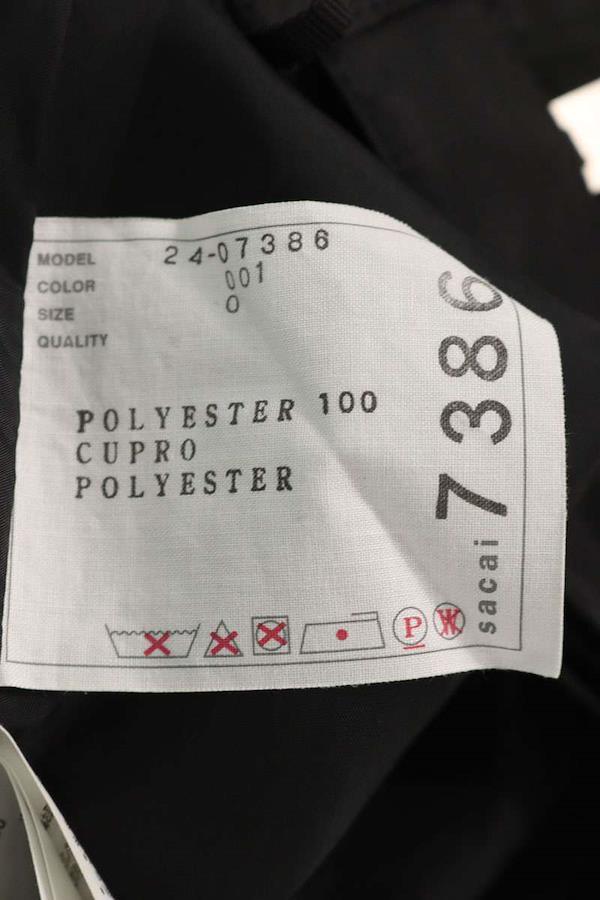 MODEL 24-07386
COLOR 001
SIZE 0
QUALITY
POLYESTER 100
CUPRO
POLYESTER
P
W
sacai 7386